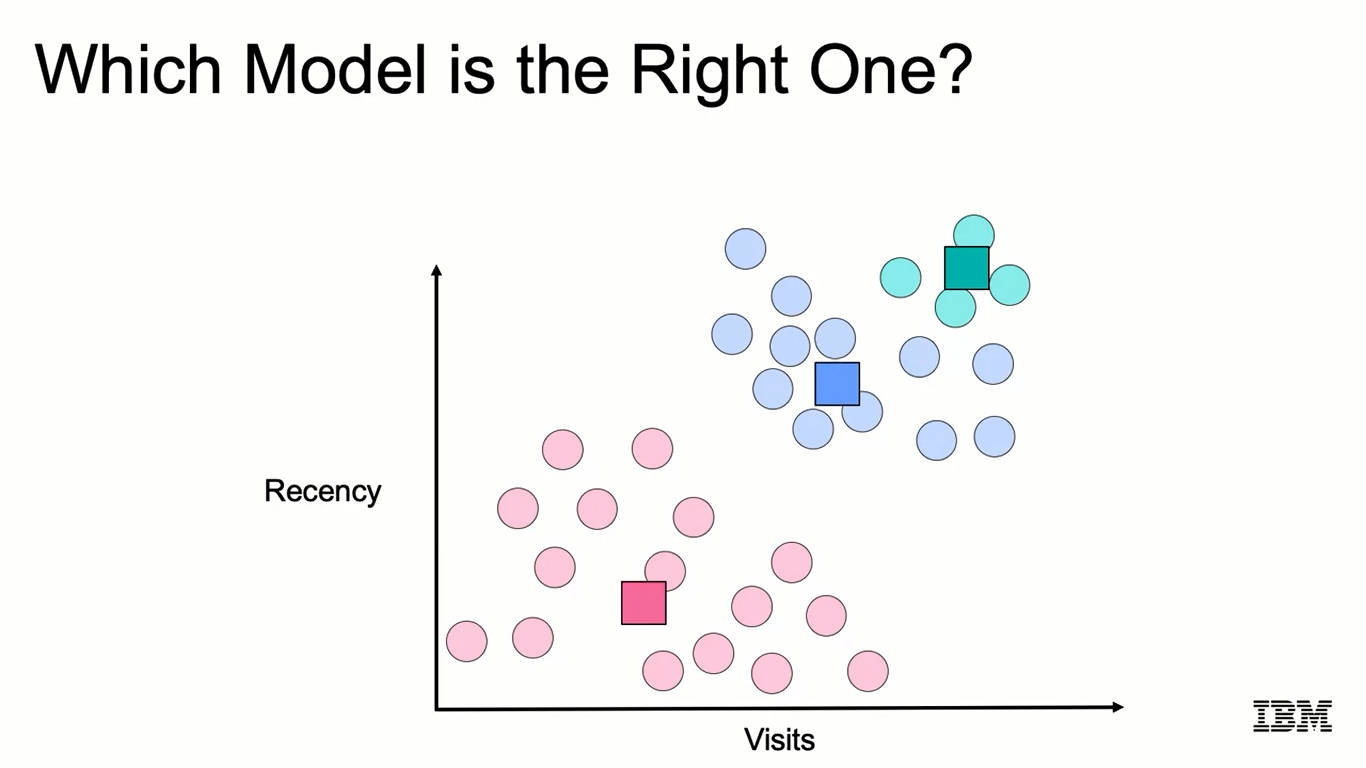 Which Model is the Right One?
Recency
Visits
IBM